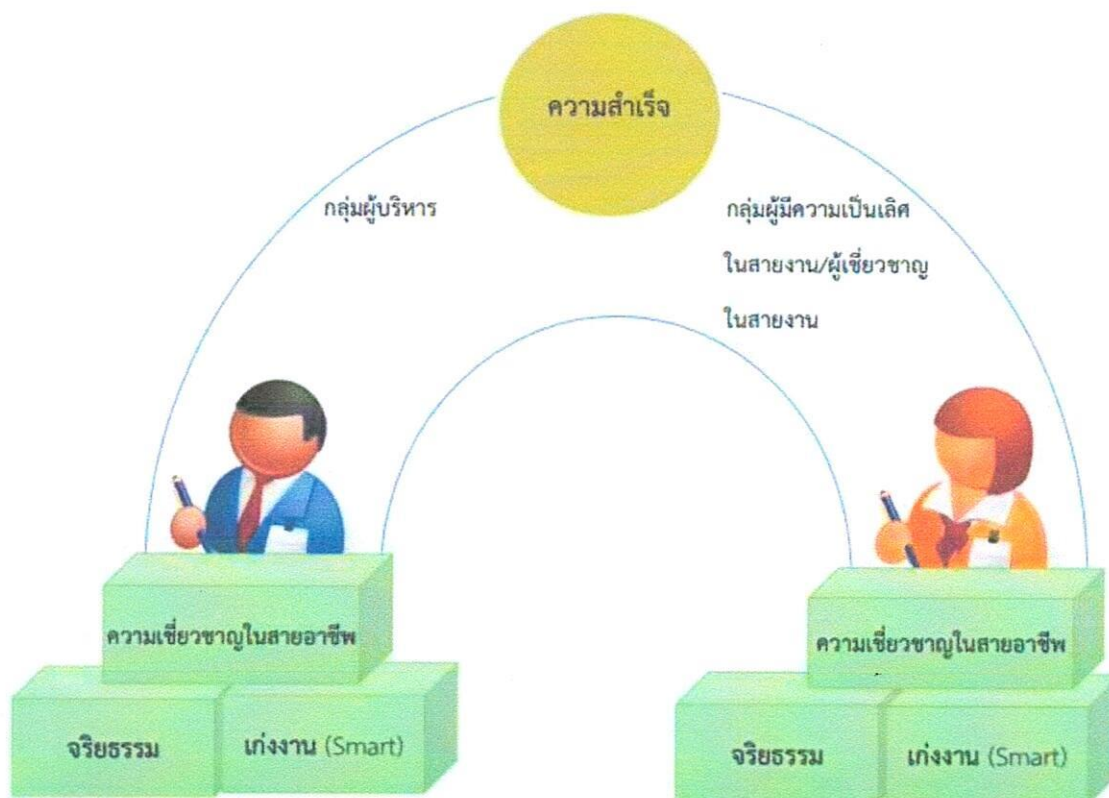 ความสำเร็จ
กลุ่มผู้บริหาร
กลุ่มผู้มีความเป็นเลิศ
ในสายงาน/ผู้เชี่ยวชาญ
ในสายงาน
ความเชี่ยวชาญในสายอาชีพ
จริยธรรม
เก่งงาน (Smart)
ความเชี่ยวชาญในสายอาชีพ
จริยธรรม
เก่งงาน (Smart)